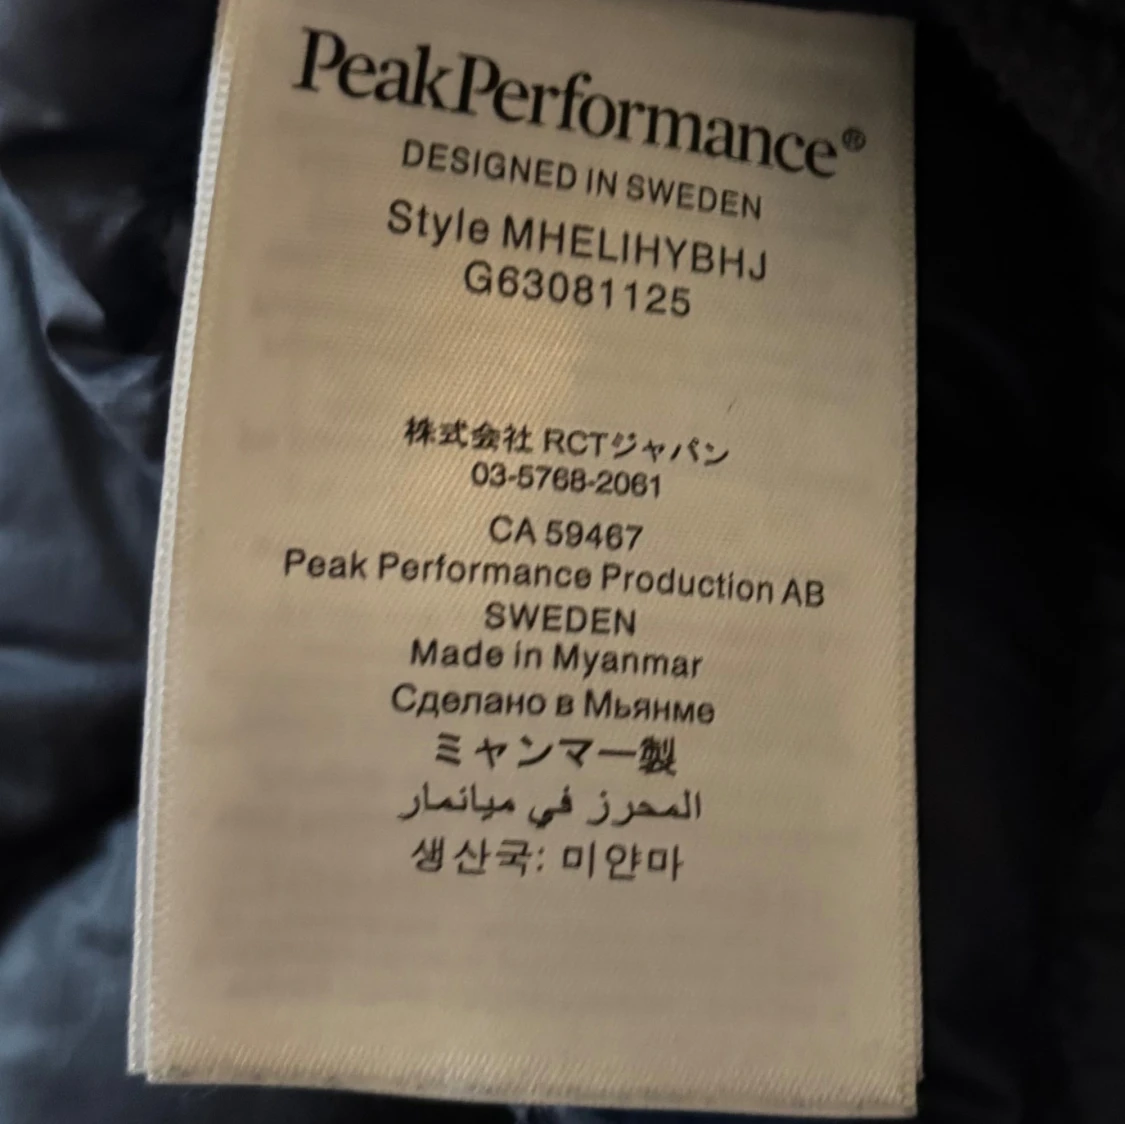 PeakPerformance®
DESIGNED IN SWEDEN
Style MHELIHYBHJ
G63081125
株式会社 RCTジャパン
03-5768-2061
CA 59467
Peak Performance Production AB
SWEDEN
Made in Myanmar
Сделано в Мьянме
ミャンマー製
المحرز في ميانمار
생산국: 미얀마